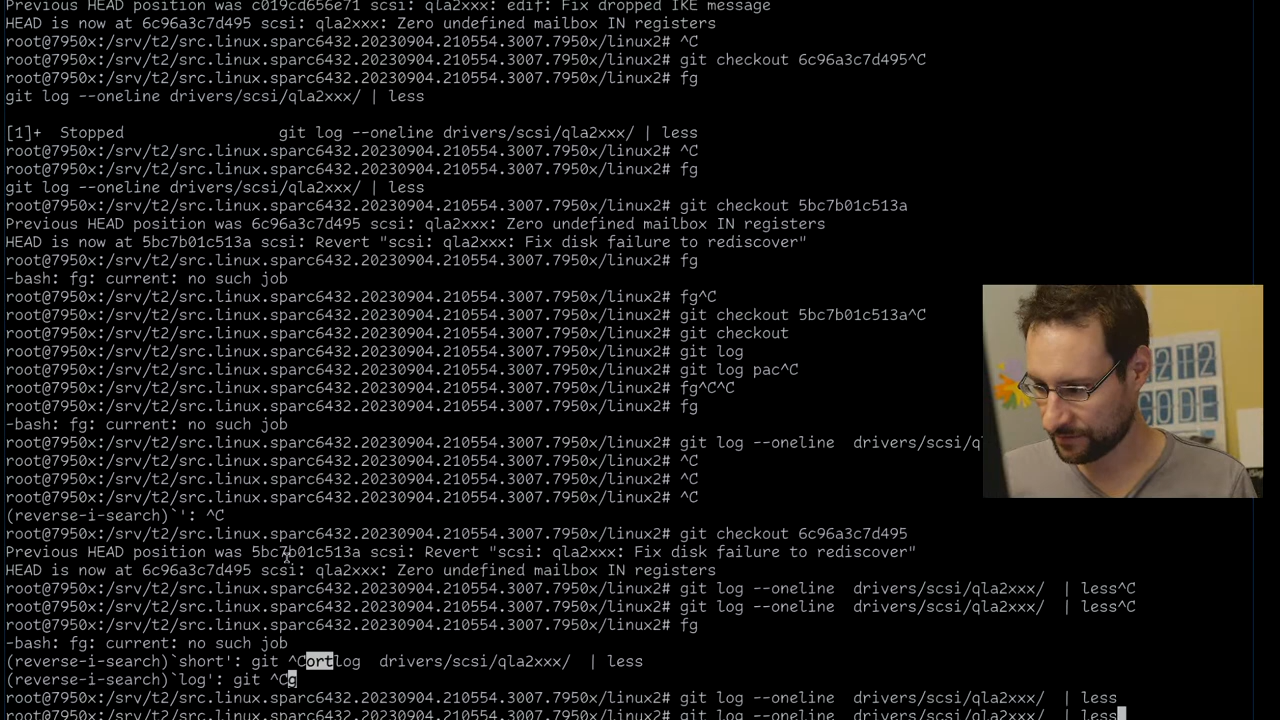 Previous HEAD position was c019cd656e71 scsi: qla2xxx: edif: Fix dropped IKE message
HEAD is now at 6c96a3c7d495 scsi: qla2xxx: Zero undefined mailbox IN registers
root@7950x:/srv/t2/src.linux.sparc6432.20230904.210554.3007.7950x/linux2# ^C
root@7950x:/srv/t2/src.linux.sparc6432.20230904.210554.3007.7950x/linux2# git checkout 6c96a3c7d495^C
root@7950x:/srv/t2/src.linux.sparc6432.20230904.210554.3007.7950x/linux2# fg
git log --oneline drivers/scsi/qla2xxx/ | less
[1]+  Stopped                 git log --oneline drivers/scsi/qla2xxx/ | less
root@7950x:/srv/t2/src.linux.sparc6432.20230904.210554.3007.7950x/linux2# ^C
root@7950x:/srv/t2/src.linux.sparc6432.20230904.210554.3007.7950x/linux2# fg
git log --oneline drivers/scsi/qla2xxx/ | less
root@7950x:/srv/t2/src.linux.sparc6432.20230904.210554.3007.7950x/linux2# git checkout 5bc7b01c513a
Previous HEAD position was 6c96a3c7d495 scsi: qla2xxx: Zero undefined mailbox IN registers
HEAD is now at 5bc7b01c513a scsi: Revert "scsi: qla2xxx: Fix disk failure to rediscover"
root@7950x:/srv/t2/src.linux.sparc6432.20230904.210554.3007.7950x/linux2# fg
-bash: fg: current: no such job
root@7950x:/srv/t2/src.linux.sparc6432.20230904.210554.3007.7950x/linux2# fg^C
root@7950x:/srv/t2/src.linux.sparc6432.20230904.210554.3007.7950x/linux2# git checkout 5bc7b01c513a^C
root@7950x:/srv/t2/src.linux.sparc6432.20230904.210554.3007.7950x/linux2# git checkout
root@7950x:/srv/t2/src.linux.sparc6432.20230904.210554.3007.7950x/linux2# git log
root@7950x:/srv/t2/src.linux.sparc6432.20230904.210554.3007.7950x/linux2# git log pac^C
root@7950x:/srv/t2/src.linux.sparc6432.20230904.210554.3007.7950x/linux2# fg^C^C
root@7950x:/srv/t2/src.linux.sparc6432.20230904.210554.3007.7950x/linux2# fg
-bash: fg: current: no such job
root@7950x:/srv/t2/src.linux.sparc6432.20230904.210554.3007.7950x/linux2# git log --oneline  drivers/scsi/q
root@7950x:/srv/t2/src.linux.sparc6432.20230904.210554.3007.7950x/linux2# ^C
root@7950x:/srv/t2/src.linux.sparc6432.20230904.210554.3007.7950x/linux2# ^C
root@7950x:/srv/t2/src.linux.sparc6432.20230904.210554.3007.7950x/linux2# ^C
(reverse-i-search)`': ^C
root@7950x:/srv/t2/src.linux.sparc6432.20230904.210554.3007.7950x/linux2# git checkout 6c96a3c7d495
Previous HEAD position was 5bc7b01c513a scsi: Revert "scsi: qla2xxx: Fix disk failure to rediscover"
HEAD is now at 6c96a3c7d495 scsi: qla2xxx: Zero undefined mailbox IN registers
root@7950x:/srv/t2/src.linux.sparc6432.20230904.210554.3007.7950x/linux2# git log --oneline  drivers/scsi/qla2xxx/  | less^C
root@7950x:/srv/t2/src.linux.sparc6432.20230904.210554.3007.7950x/linux2# git log --oneline  drivers/scsi/qla2xxx/  | less^C
root@7950x:/srv/t2/src.linux.sparc6432.20230904.210554.3007.7950x/linux2# fg
-bash: fg: current: no such job
(reverse-i-search)`short': git ^Cortlog  drivers/scsi/qla2xxx/  | less
(reverse-i-search)`log': git ^Cg
root@7950x:/srv/t2/src.linux.sparc6432.20230904.210554.3007.7950x/linux2# git log --oneline  drivers/scsi/qla2xxx/  | less
root@7950x:/srv/t2/src.linux.sparc6432.20230904.210554.3007.7950x/linux2# git log --oneline  drivers/scsi/qla2xxx/  | less
CODE